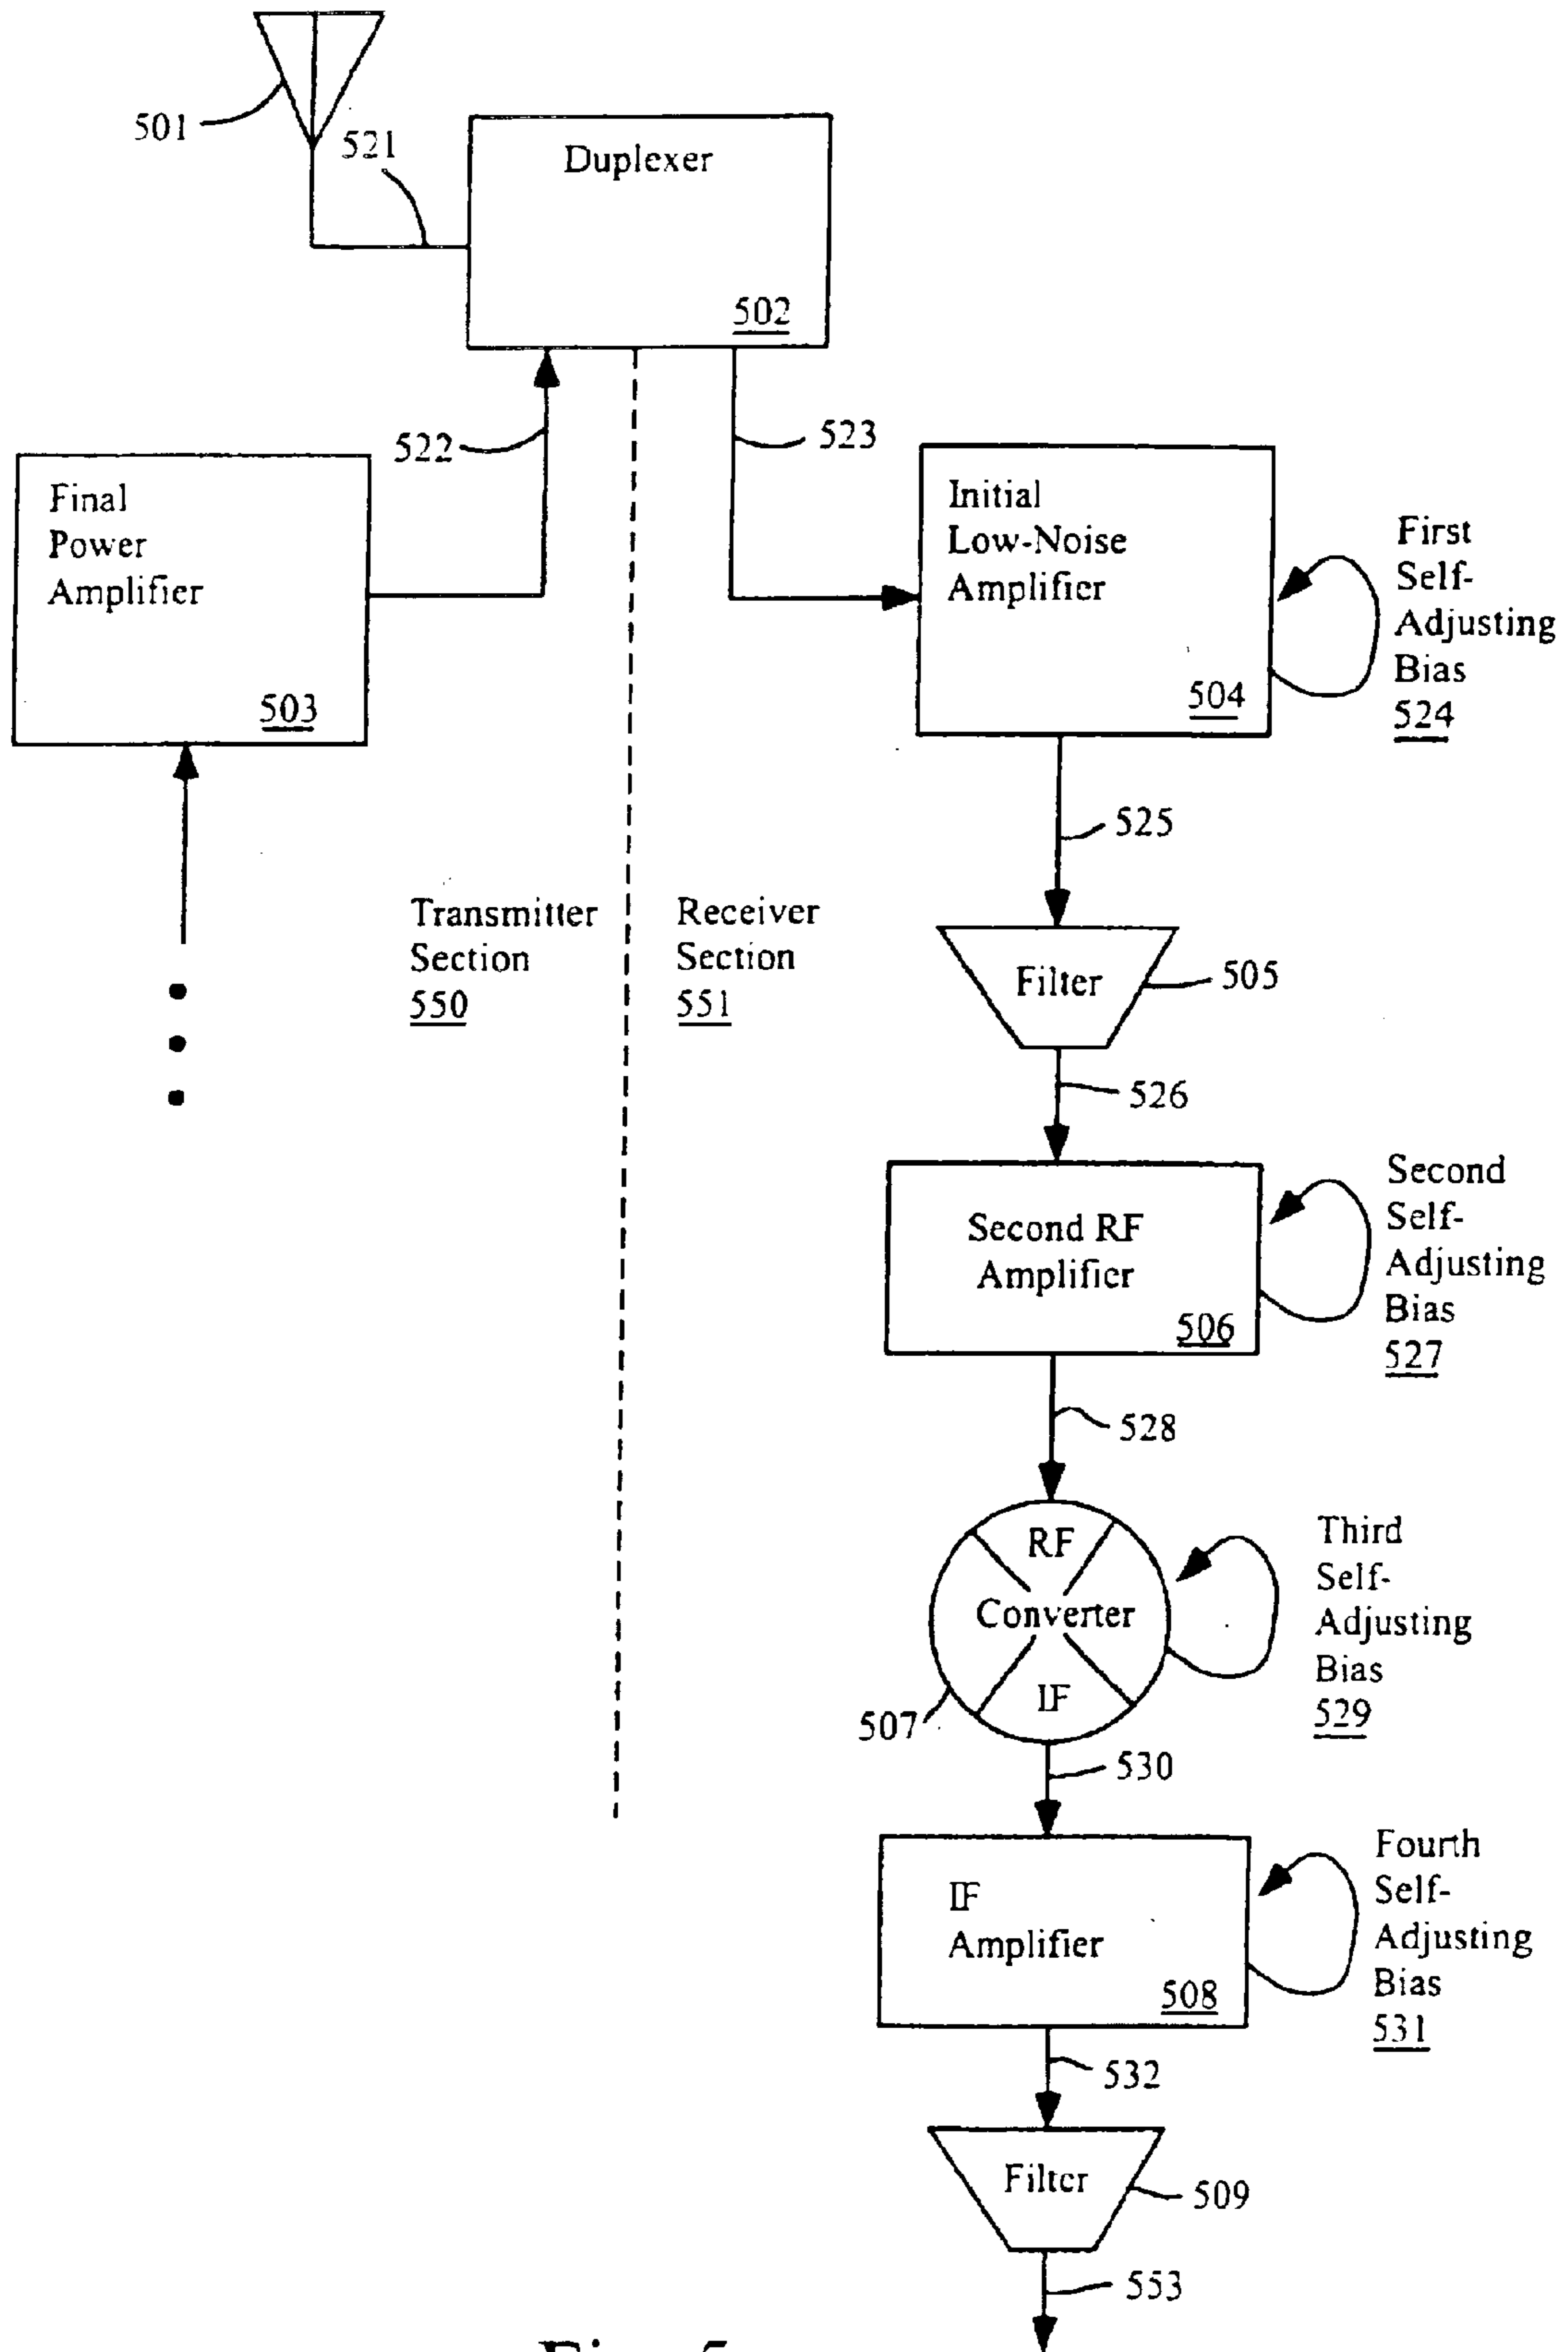 501
521
Duplexer
502
522
523
Final
Power
Amplifier
503
Initial
Low-Noise
Amplifier
504
First
Self-
Adjusting
Bias
524
525
Transmitter
Section
550
Receiver
Section
551
Filter
505
526
Second RF
Amplifier
506
Second
Self-
Adjusting
Bias
527
528
RF
Converter
IF
507
Third
Self-
Adjusting
Bias
529
530
IF
Amplifier
508
Fourth
Self-
Adjusting
Bias
531
532
Filter
509
553